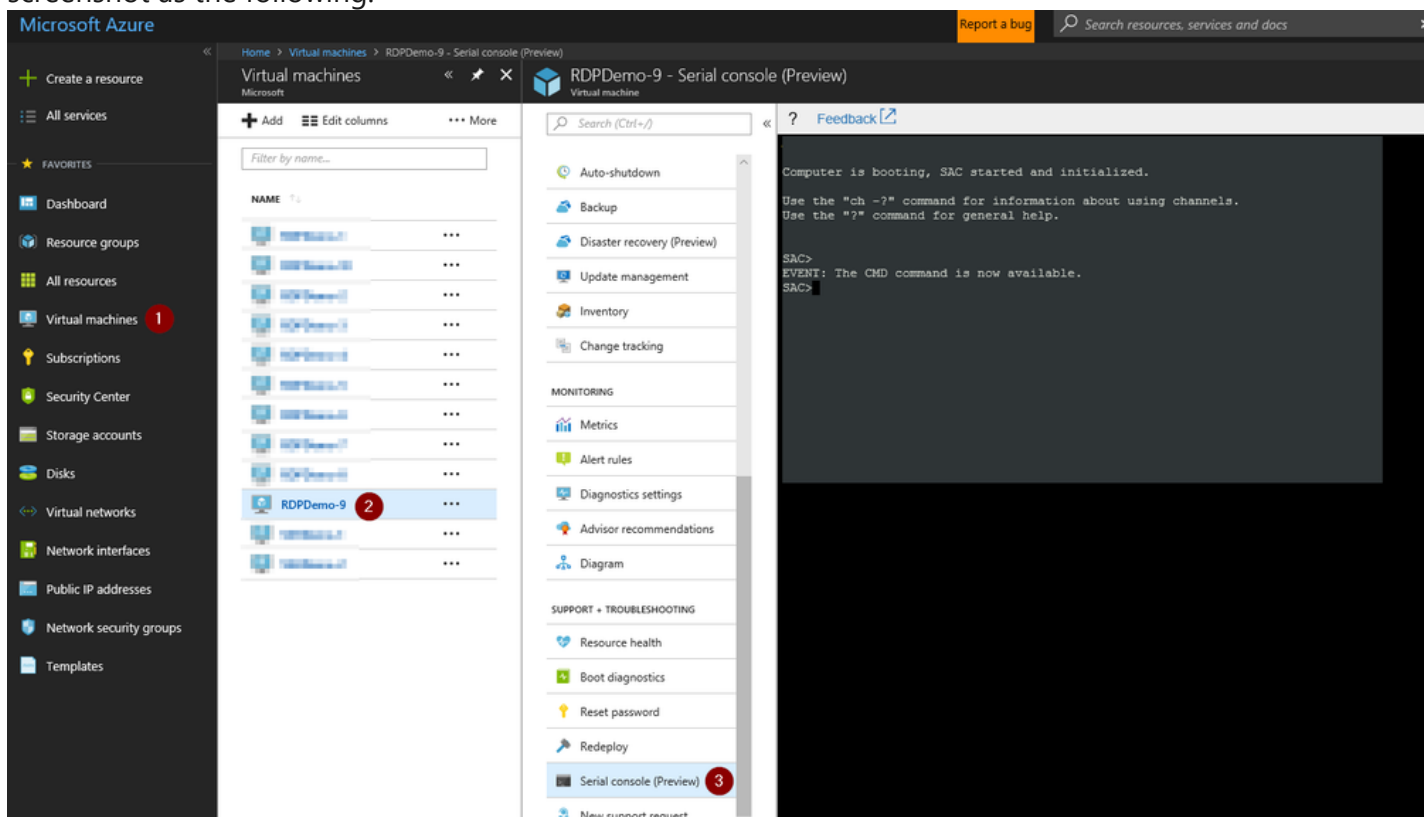 screenshot as the following:
Microsoft Azure
Report a bug
Search resources, services and docs
Home > Virtual machines > RDPDemo-9 - Serial console (Preview)
Create a resource
All services
FAVORITES
Dashboard
Resource groups
All resources
Virtual machines 1
Subscriptions
Security Center
Storage accounts
Disks
Virtual networks
Network interfaces
Public IP addresses
Network security groups
Templates
Virtual machines
Microsoft
Add Edit columns More
Filter by name...
NAME
RDPDemo-9 2
RDPDemo-9 - Serial console (Preview)
Virtual machine
Search (Ctrl+/)
Auto-shutdown
Backup
Disaster recovery (Preview)
Update management
Inventory
Change tracking
MONITORING
Metrics
Alert rules
Diagnostics settings
Advisor recommendations
Diagram
SUPPORT + TROUBLESHOOTING
Resource health
Boot diagnostics
Reset password
Redeploy
Serial console (Preview) 3
New support request
? Feedback
Computer is booting, SAC started and initialized.
Use the "ch -?" command for information about using channels.
Use the "?" command for general help.
SAC>
EVENT: The CMD command is now available.
SAC>